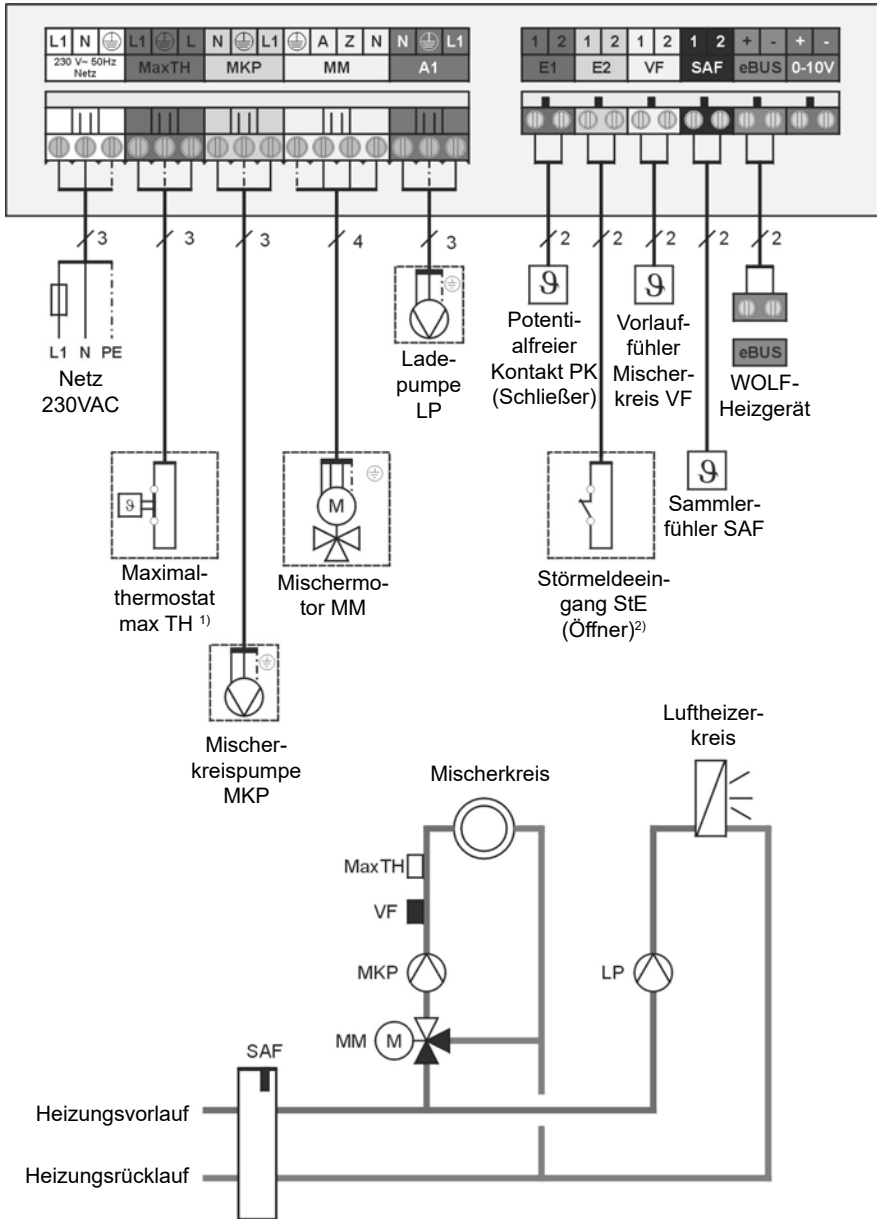 L1 N L1 L N L1 A Z N N L1
230 V~ 50Hz
Netz
MaxTH MKP MM A1
1 2 1 2 1 2 1 2 + - + -
E1 E2 VF SAF eBUS 0-10V
3 3 3 4 3 2 2 2 2 2
L1 N PE
Netz
230VAC
ϑ
Maximal-
thermostat
max TH 1)
Mischer-
kreispumpe
MKP
M
Mischermo-
tor MM
Lade-
pumpe
LP
ϑ
Potenti-
alfreier
Kontakt PK
(Schließer)
Störmeldeein-
gang StE
(Öffner)2)
ϑ
Vorlauf-
fühler
Mischer-
kreis VF
ϑ
Sammler-
fühler SAF
eBUS
WOLF-
Heizgerät
Luftheizer-
kreis
Mischerkreis
MaxTH
VF
MKP
LP
MM M
SAF
Heizungsvorlauf
Heizungsrücklauf